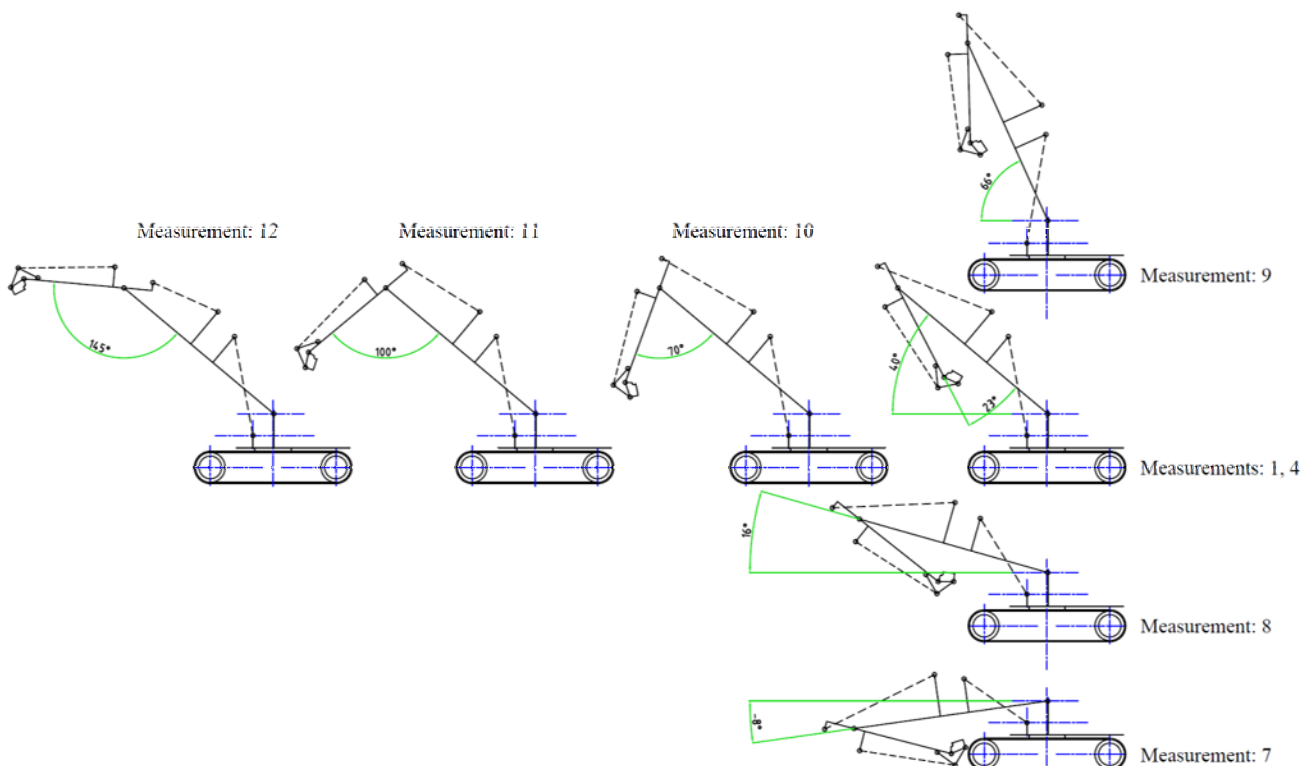 66°
Measurement: 12
Measurement: 11
Measurement: 10
Measurement: 9
145°
100°
70°
40°
23°
Measurements: 1, 4
16°
Measurement: 8
-8°
Measurement: 7